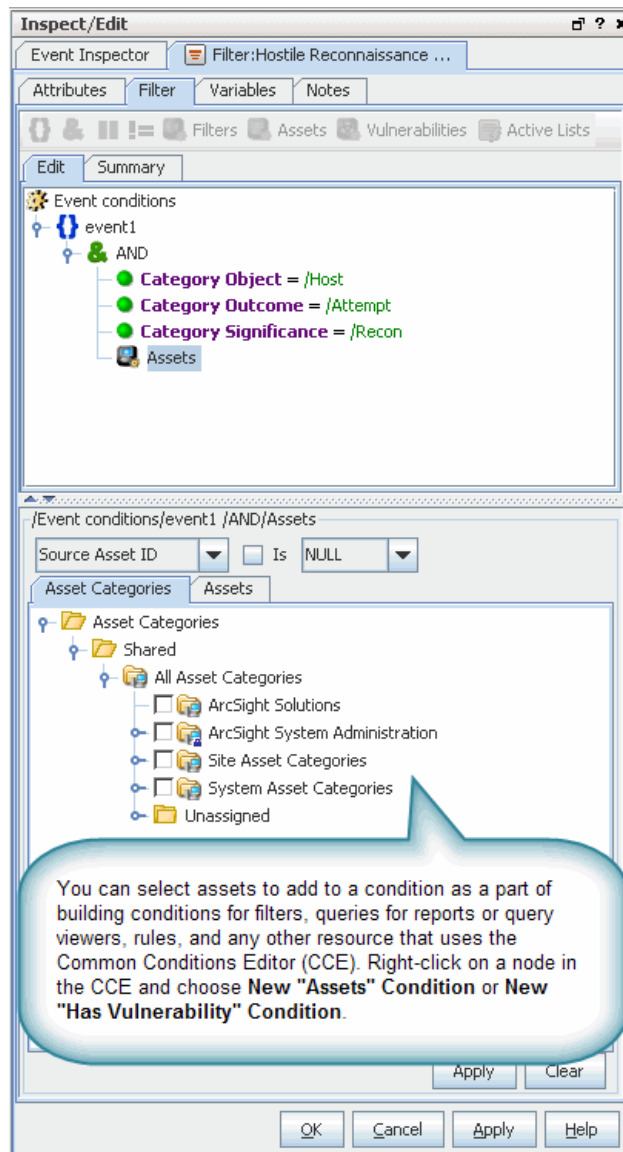 Inspect/Edit
Event Inspector Filter:Hostile Reconnaissance ...
Attributes Filter Variables Notes
{} & != Filters Assets Vulnerabilities Active Lists
Edit Summary
Event conditions
{} event1
& AND
Category Object = /Host
Category Outcome = /Attempt
Category Significance = /Recon
Assets
/Event conditions/event1 /AND/Assets
Source Asset ID Is NULL
Asset Categories Assets
Asset Categories
Shared
All Asset Categories
ArcSight Solutions
ArcSight System Administration
Site Asset Categories
System Asset Categories
Unassigned
You can select assets to add to a condition as a part of
building conditions for filters, queries for reports or query
viewers, rules, and any other resource that uses the
Common Conditions Editor (CCE). Right-click on a node in
the CCE and choose New "Assets" Condition or New
"Has Vulnerability" Condition.
Apply Clear
OK Cancel Apply Help